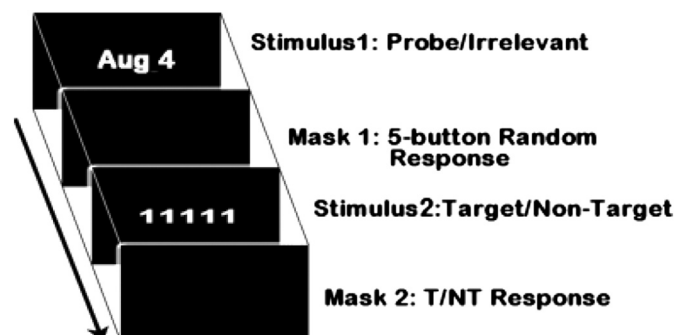 Aug 4
Stimulus1: Probe/Irrelevant
Mask 1: 5-button Random
Response
11111
Stimulus2:Target/Non-Target
Mask 2: T/NT Response